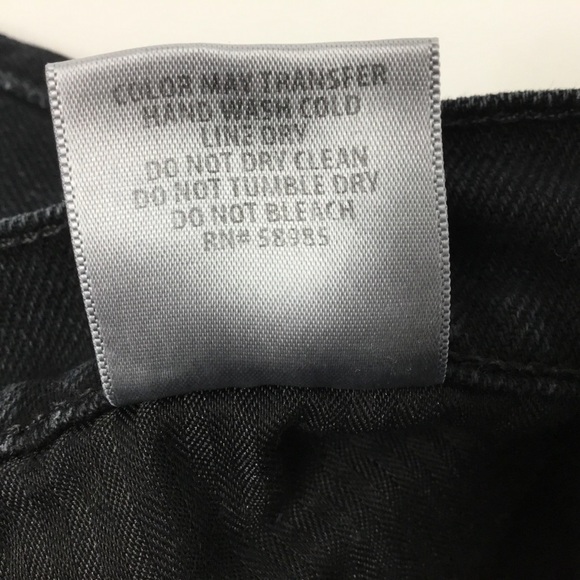 COLOR MAY TRANSFER
HAND WASH COLD
LINE DRY
DO NOT DRY CLEAN
DO NOT TUMBLE DRY
DO NOT BLEACH
RN# 58985